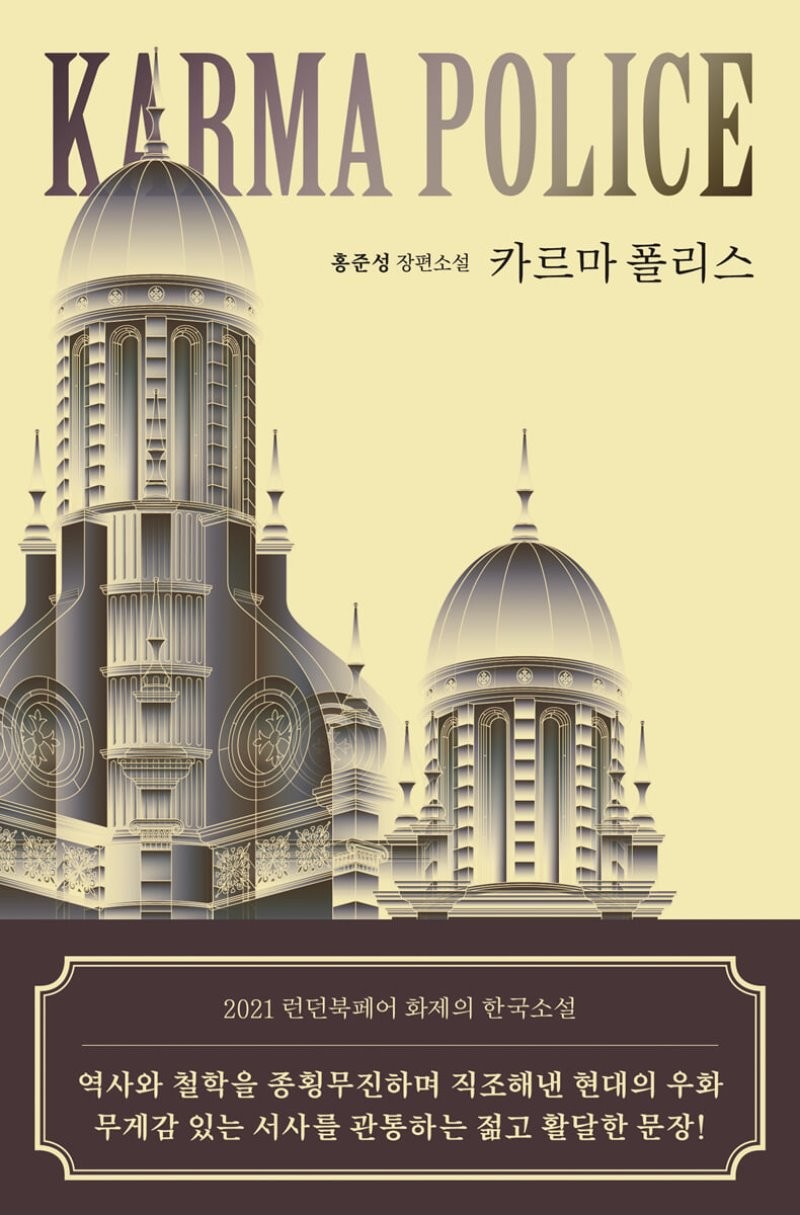 KARMA POLICE
홍준성 장편소설 카르마 폴리스
2021 런던북페어 화제의 한국소설
역사와 철학을 종횡무진하며 직조해낸 현대의 우화
무게감 있는 서사를 관통하는 젊고 활달한 문장!